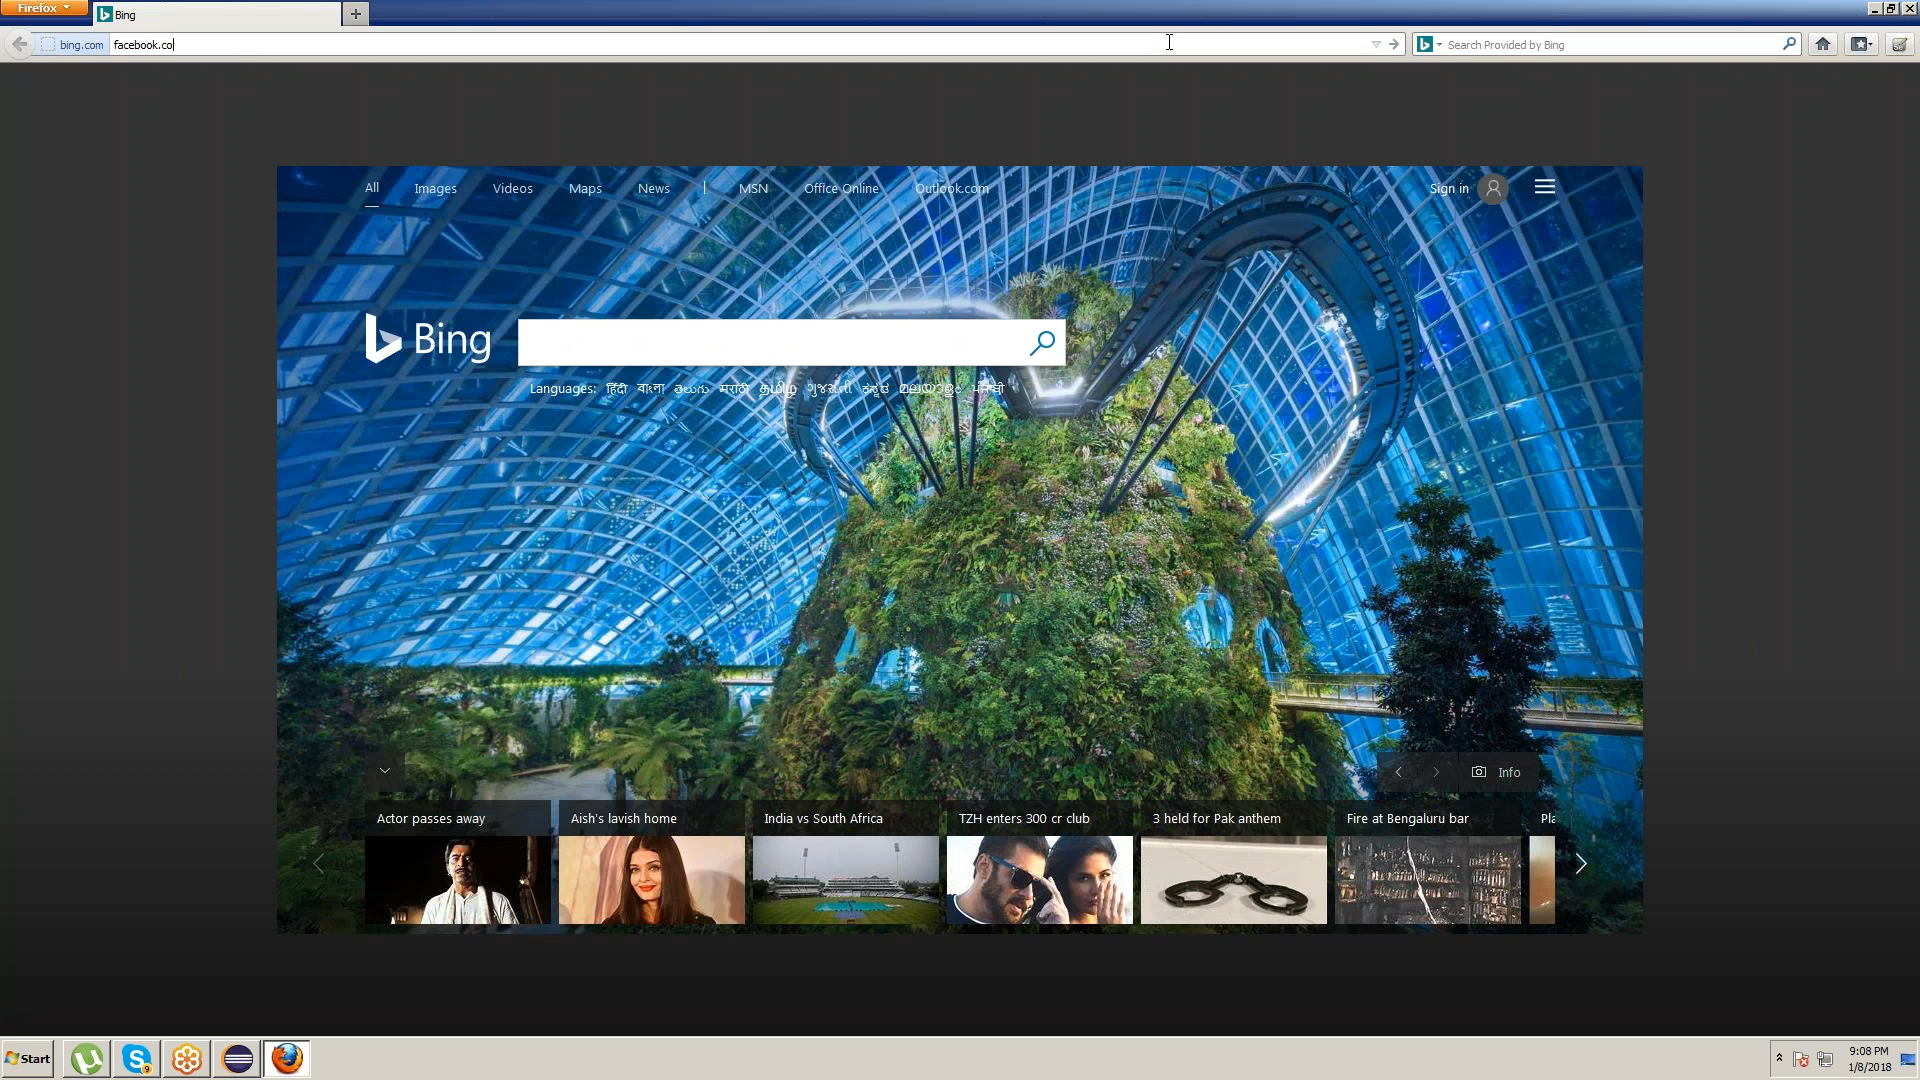 Firefox
Bing
bing.com facebook.co
Search Provided by Bing
All Images Videos Maps News | MSN Office Online Outlook.com
Sign in
Bing
Languages: हिंदी বাংলা తెలుగు मराठी தமிழ் ગુજરાતી ಕನ್ನಡ മലയാളം ਪੰਜਾਬੀ
Info
Actor passes away
Aish's lavish home
India vs South Africa
TZH enters 300 cr club
3 held for Pak anthem
Fire at Bengaluru bar
Pla
Start
9
9:08 PM
1/8/2018